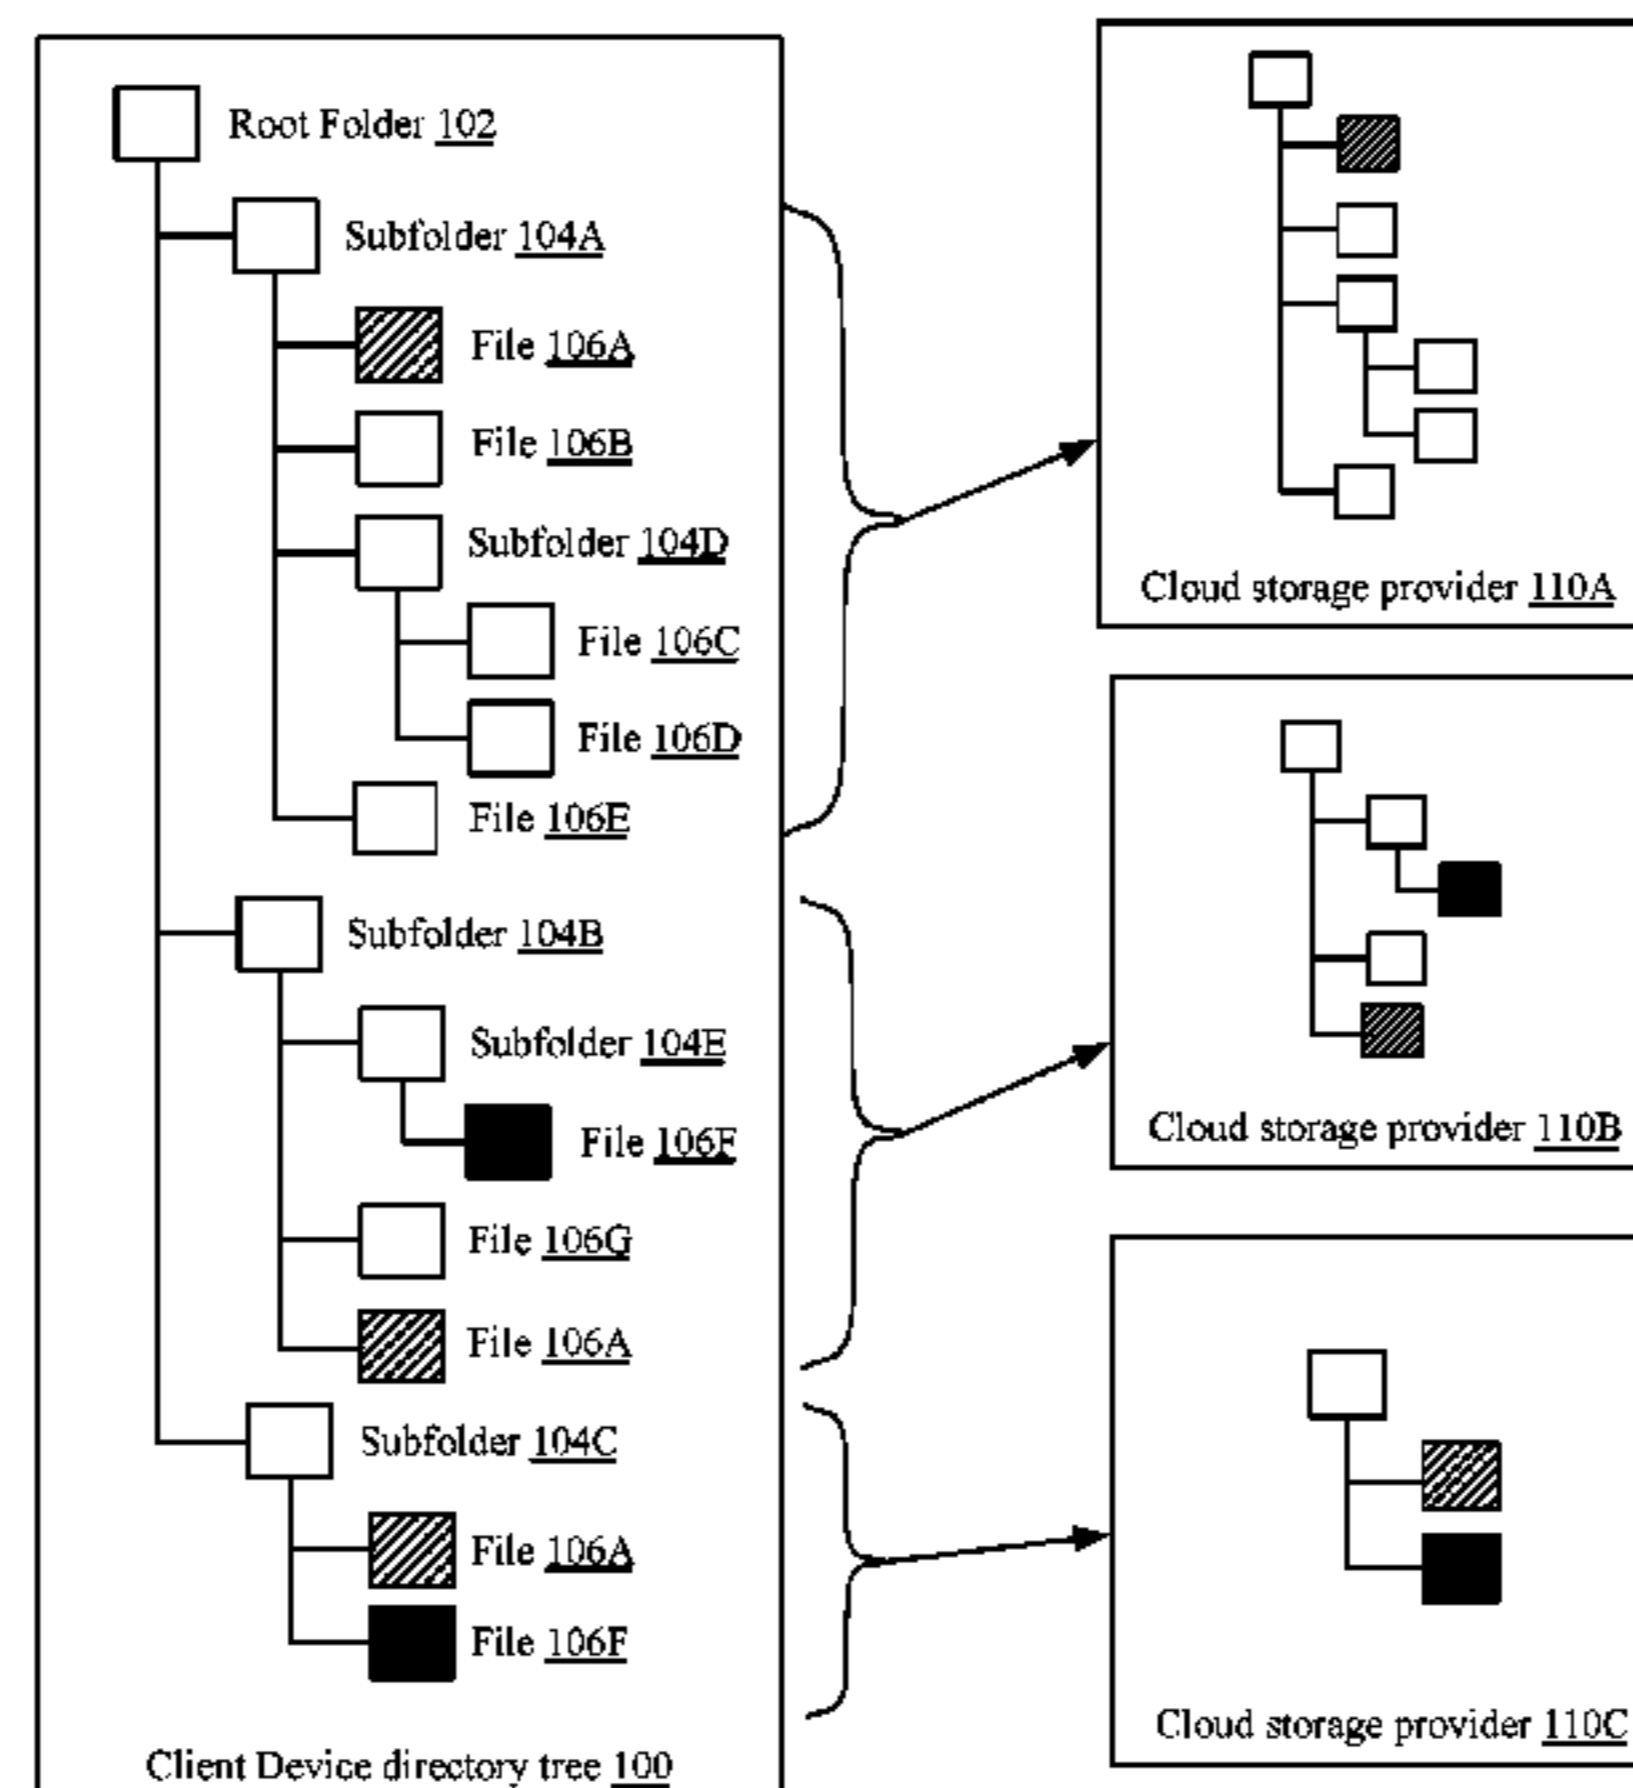 Root Folder 102
Subfolder 104A
File 106A
File 106B
Subfolder 104D
File 106C
File 106D
File 106E
Subfolder 104B
Subfolder 104E
File 106F
File 106G
File 106A
Subfolder 104C
File 106A
File 106F
Client Device directory tree 100
Cloud storage provider 110A
Cloud storage provider 110B
Cloud storage provider 110C